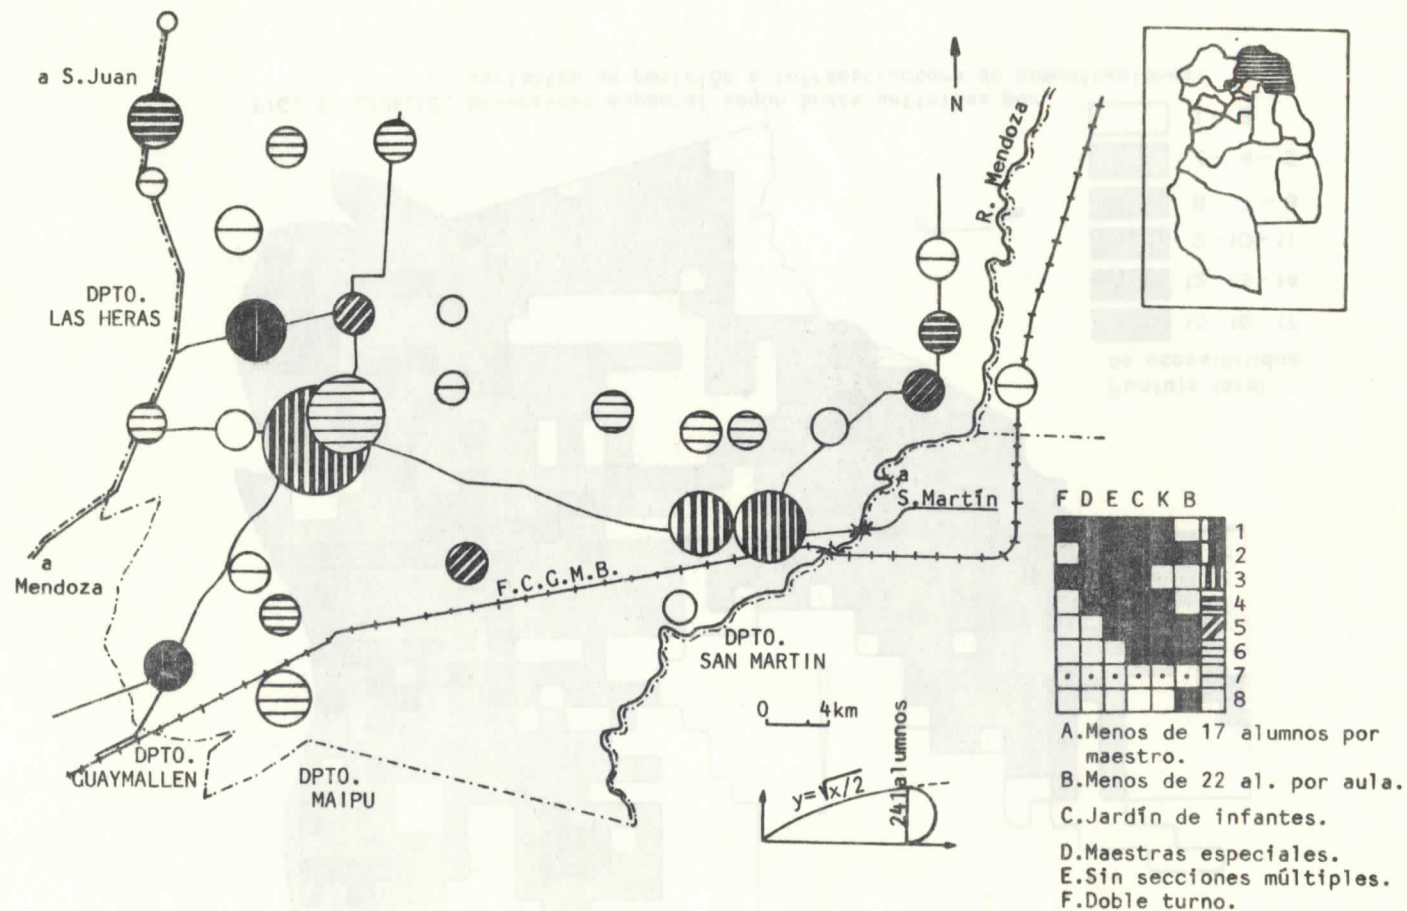 a S.Juan
N
R. Mendoza
DPTO.
LAS HERAS
a
S.Martín
a
Mendoza
F.C.G.M.B.
DPTO.
SAN MARTIN
0 4km
DPTO.
GUAYMALLEN
DPTO.
MAIPU
y=√x/2
241 alumnos
F D E C K B
1
2
3
4
5
6
7
8
A.Menos de 17 alumnos por
maestro.
B.Menos de 22 al. por aula.
C.Jardín de infantes.
D.Maestras especiales.
E.Sin secciones múltiples.
F.Doble turno.